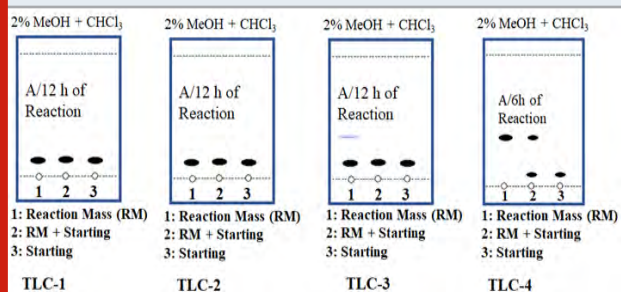 2% MeOH + CHCl₃
A/12 h of
Reaction
1 2 3
1: Reaction Mass (RM)
2: RM + Starting
3: Starting
TLC-1
2% MeOH + CHCl₃
A/12 h of
Reaction
1 2 3
1: Reaction Mass (RM)
2: RM + Starting
3: Starting
TLC-2
2% MeOH + CHCl₃
A/12 h of
Reaction
1 2 3
1: Reaction Mass (RM)
2: RM + Starting
3: Starting
TLC-3
2% MeOH + CHCl₃
A/6h of
Reaction
1 2 3
1: Reaction Mass (RM)
2: RM + Starting
3: Starting
TLC-4